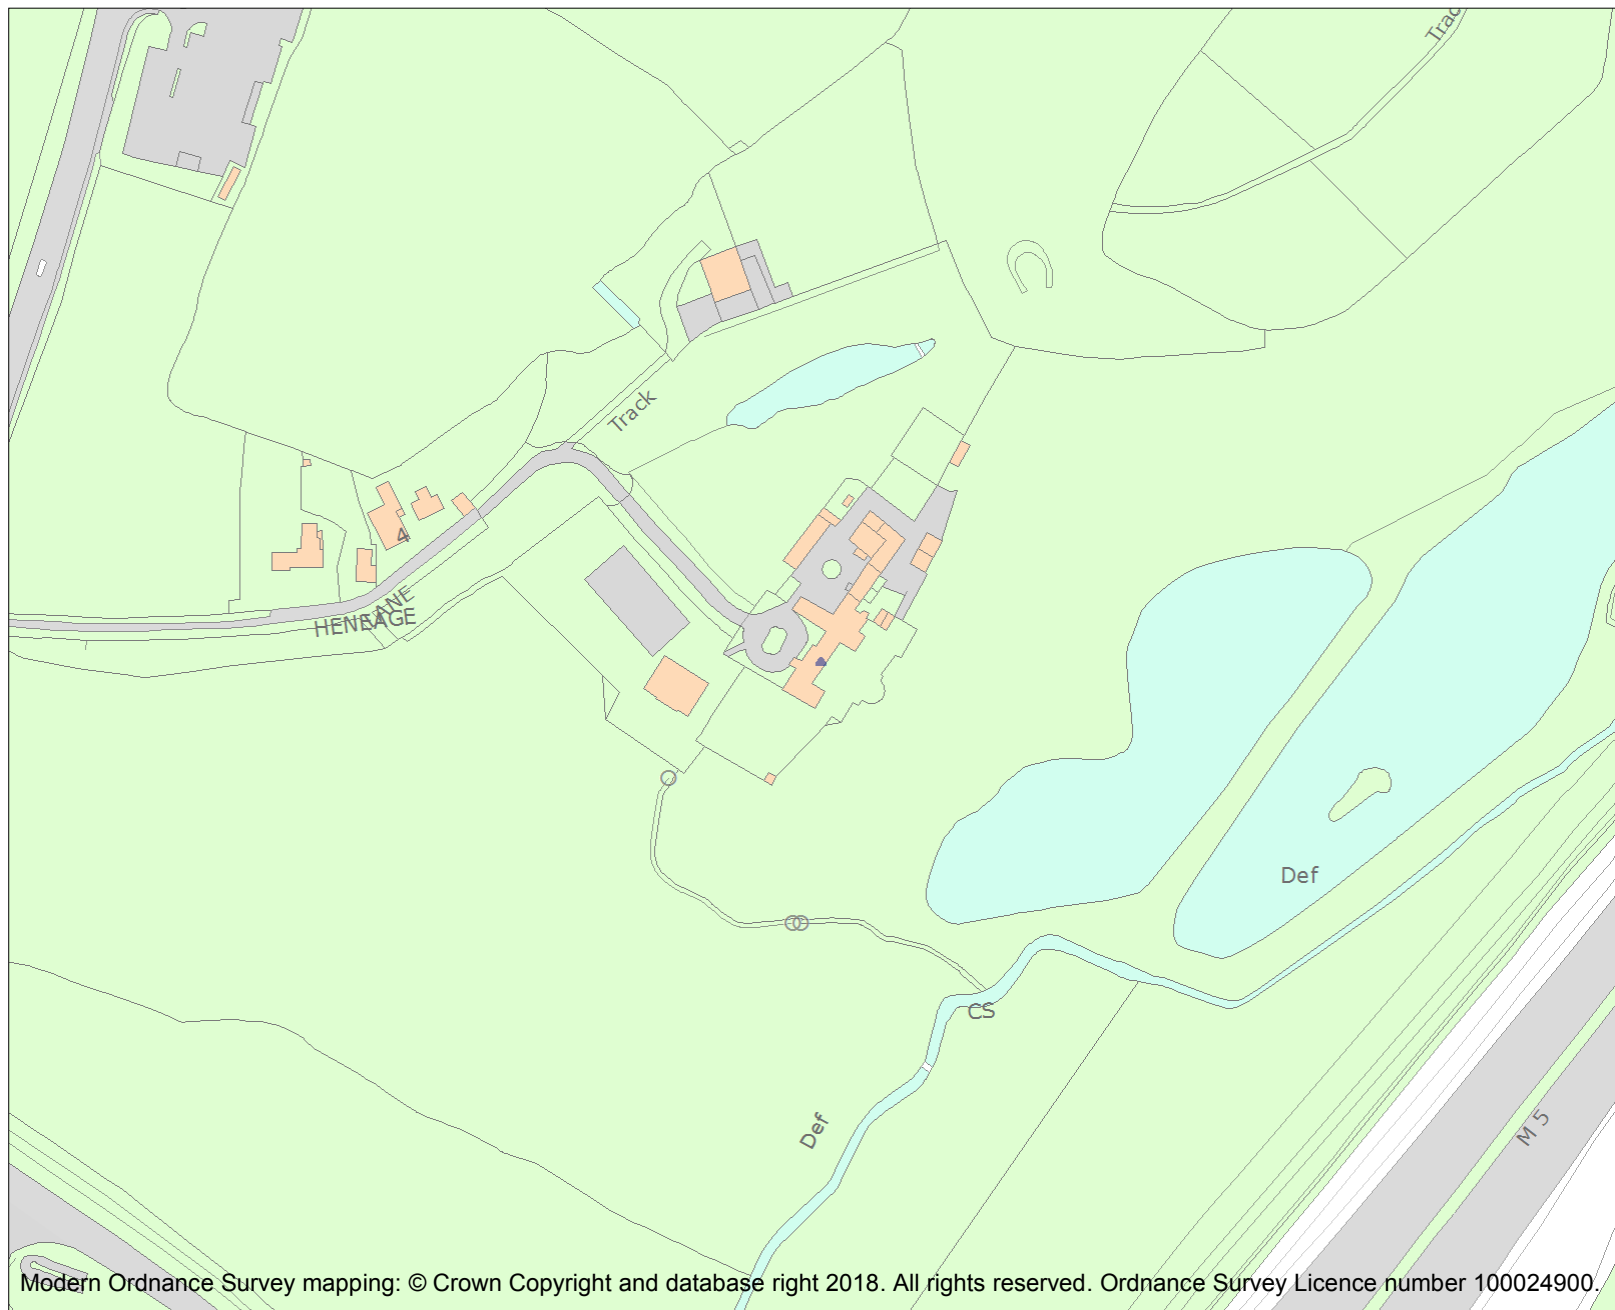 Trac
Track
4
LANE
HENEAGE
Def
CS
Def
M 5
Modern Ordnance Survey mapping: © Crown Copyright and database right 2018. All rights reserved. Ordnance Survey Licence number 100024900.